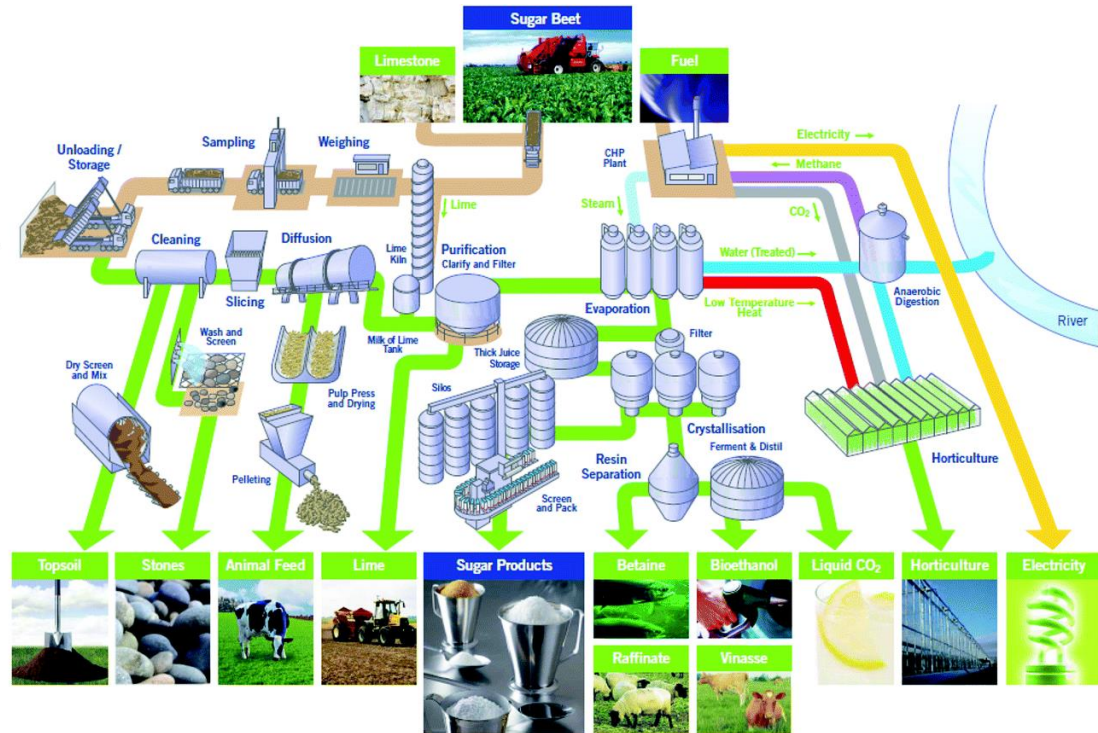 Sugar Beet
Limestone
Fuel
Unloading /
Storage
Sampling
Weighing
CHP
Plant
Electricity
Methane
CO₂
Steam
Lime
Cleaning
Slicing
Diffusion
Lime
Kiln
Purification
Clarify and Filter
Milk of Lime
Tank
Evaporation
Water (Treated)
Low Temperature
Heat
Anaerobic
Digestion
River
Dry Screen
and Mix
Wash and
Screen
Pulp Press
and Drying
Pelleting
Thick Juice
Storage
Silos
Filter
Crystallisation
Resin
Separation
Ferment & Distil
Screen
and Pack
Horticulture
Topsoil
Stones
Animal Feed
Lime
Sugar Products
Betaine
Bioethanol
Liquid CO₂
Horticulture
Electricity
Raffinate
Vinasse